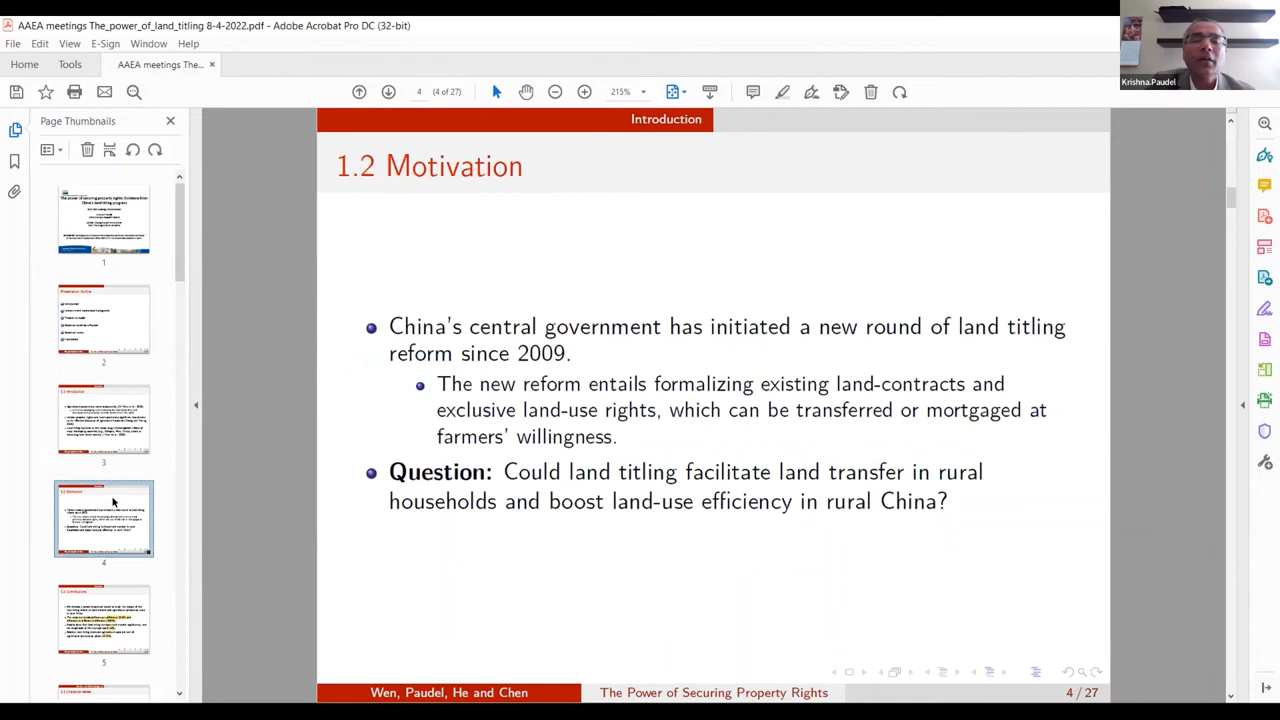 AAEA meetings The_power_of_land_titling 8-4-2022.pdf - Adobe Acrobat Pro DC (32-bit)
File Edit View E-Sign Window Help
Home Tools AAEA meetings The... ×
4 215%
Krishna.Paudel
Page Thumbnails
1
2
3
4
5
Introduction
1.2 Motivation
China's central government has initiated a new round of land titling
reform since 2009.
The new reform entails formalizing existing land-contracts and
exclusive land-use rights, which can be transferred or mortgaged at
farmers' willingness.
Question: Could land titling facilitate land transfer in rural
households and boost land-use efficiency in rural China?
Wen, Paudel, He and Chen The Power of Securing Property Rights 4 / 27